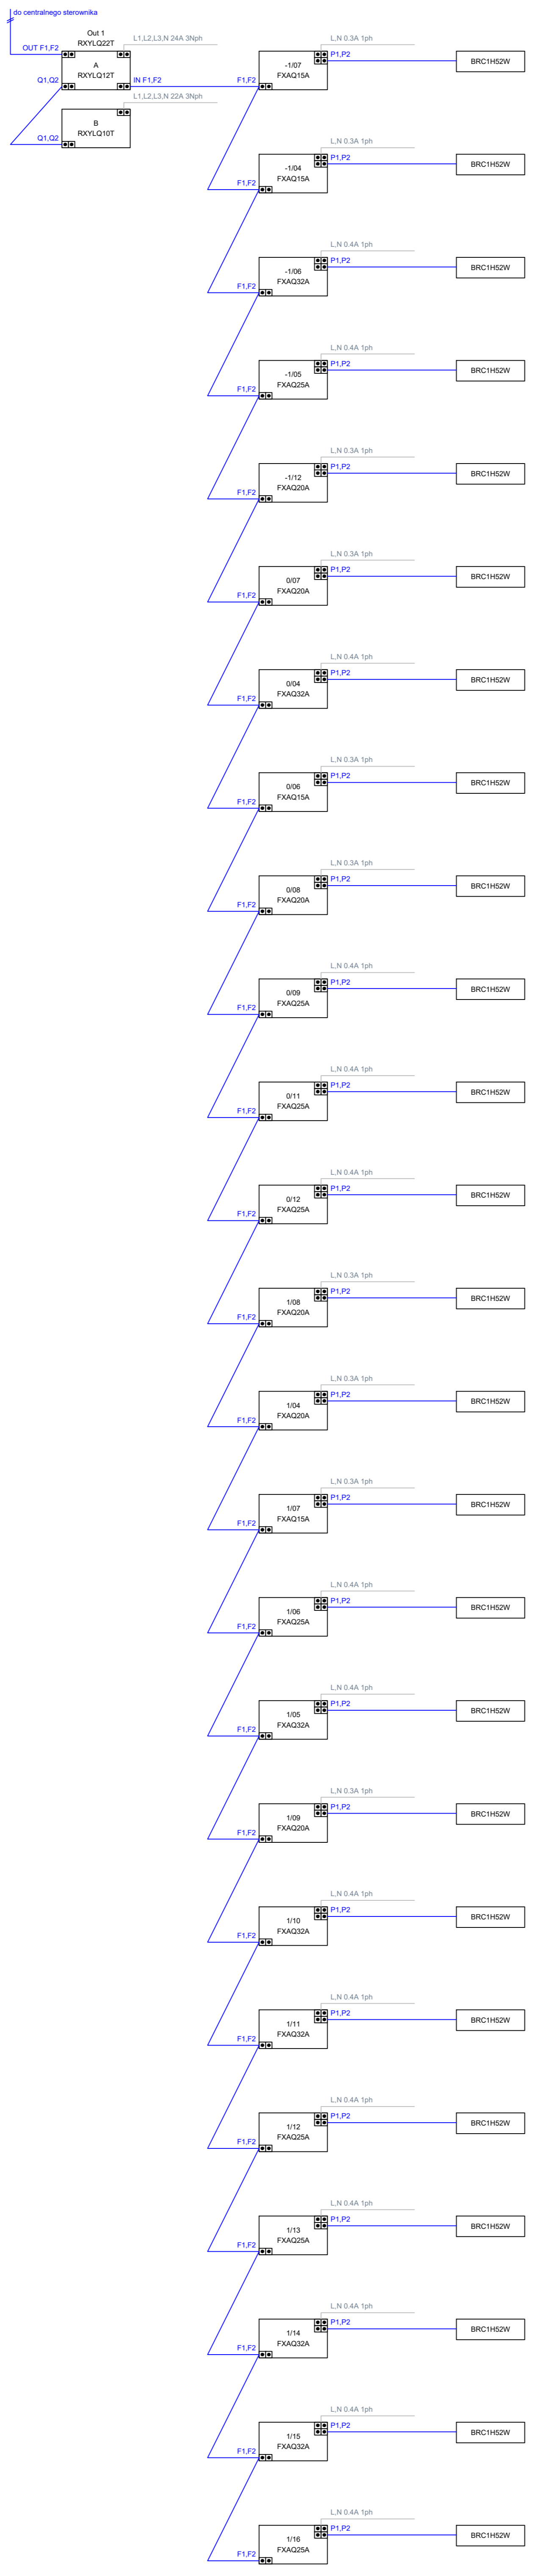 do centralnego sterownika
Out 1
RXYLQ22T
L1,L2,L3,N 24A 3Nph
OUT F1,F2
A
RXYLQ12T
Q1,Q2
IN F1,F2
L1,L2,L3,N 22A 3Nph
B
RXYLQ10T
Q1,Q2
L,N 0.3A 1ph
P1,P2
-1/07
FXAQ15A
F1,F2
BRC1H52W
L,N 0.3A 1ph
P1,P2
-1/04
FXAQ15A
F1,F2
BRC1H52W
L,N 0.4A 1ph
P1,P2
-1/06
FXAQ32A
F1,F2
BRC1H52W
L,N 0.4A 1ph
P1,P2
-1/05
FXAQ25A
F1,F2
BRC1H52W
L,N 0.3A 1ph
P1,P2
-1/12
FXAQ20A
F1,F2
BRC1H52W
L,N 0.3A 1ph
P1,P2
0/07
FXAQ20A
F1,F2
BRC1H52W
L,N 0.4A 1ph
P1,P2
0/04
FXAQ32A
F1,F2
BRC1H52W
L,N 0.3A 1ph
P1,P2
0/06
FXAQ15A
F1,F2
BRC1H52W
L,N 0.3A 1ph
P1,P2
0/08
FXAQ20A
F1,F2
BRC1H52W
L,N 0.4A 1ph
P1,P2
0/09
FXAQ25A
F1,F2
BRC1H52W
L,N 0.4A 1ph
P1,P2
0/11
FXAQ25A
F1,F2
BRC1H52W
L,N 0.4A 1ph
P1,P2
0/12
FXAQ25A
F1,F2
BRC1H52W
L,N 0.3A 1ph
P1,P2
1/08
FXAQ20A
F1,F2
BRC1H52W
L,N 0.3A 1ph
P1,P2
1/04
FXAQ20A
F1,F2
BRC1H52W
L,N 0.3A 1ph
P1,P2
1/07
FXAQ15A
F1,F2
BRC1H52W
L,N 0.4A 1ph
P1,P2
1/06
FXAQ25A
F1,F2
BRC1H52W
L,N 0.4A 1ph
P1,P2
1/05
FXAQ32A
F1,F2
BRC1H52W
L,N 0.3A 1ph
P1,P2
1/09
FXAQ20A
F1,F2
BRC1H52W
L,N 0.4A 1ph
P1,P2
1/10
FXAQ32A
F1,F2
BRC1H52W
L,N 0.4A 1ph
P1,P2
1/11
FXAQ32A
F1,F2
BRC1H52W
L,N 0.4A 1ph
P1,P2
1/12
FXAQ25A
F1,F2
BRC1H52W
L,N 0.4A 1ph
P1,P2
1/13
FXAQ25A
F1,F2
BRC1H52W
L,N 0.4A 1ph
P1,P2
1/14
FXAQ32A
F1,F2
BRC1H52W
L,N 0.4A 1ph
P1,P2
1/15
FXAQ32A
F1,F2
BRC1H52W
L,N 0.4A 1ph
P1,P2
1/16
FXAQ25A
F1,F2
BRC1H52W